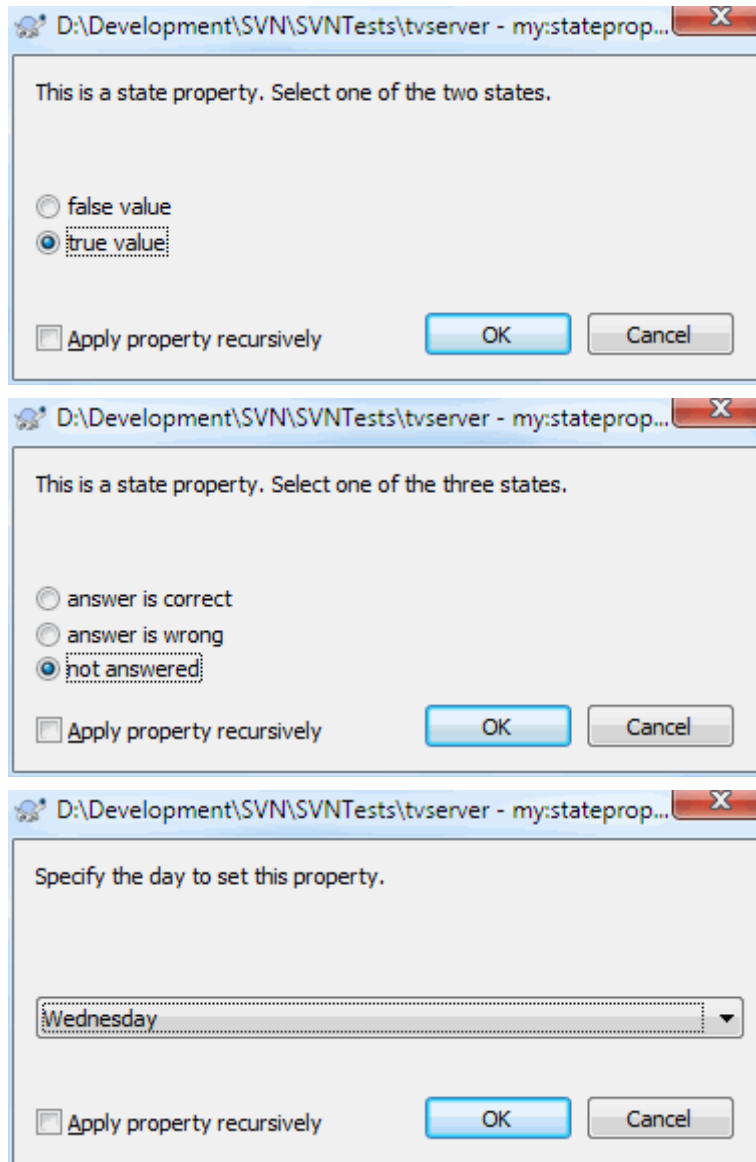 D:\Development\SVN\SVNTests\tvserver - my:stateprop...
This is a state property. Select one of the two states.
false value
true value
Apply property recursively OK Cancel
D:\Development\SVN\SVNTests\tvserver - my:stateprop...
This is a state property. Select one of the three states.
answer is correct
answer is wrong
not answered
Apply property recursively OK Cancel
D:\Development\SVN\SVNTests\tvserver - my:stateprop...
Specify the day to set this property.
Wednesday
Apply property recursively OK Cancel